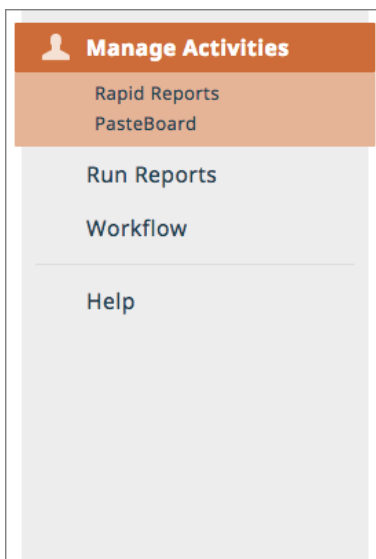 Manage Activities
Rapid Reports
PasteBoard
Run Reports
Workflow
Help